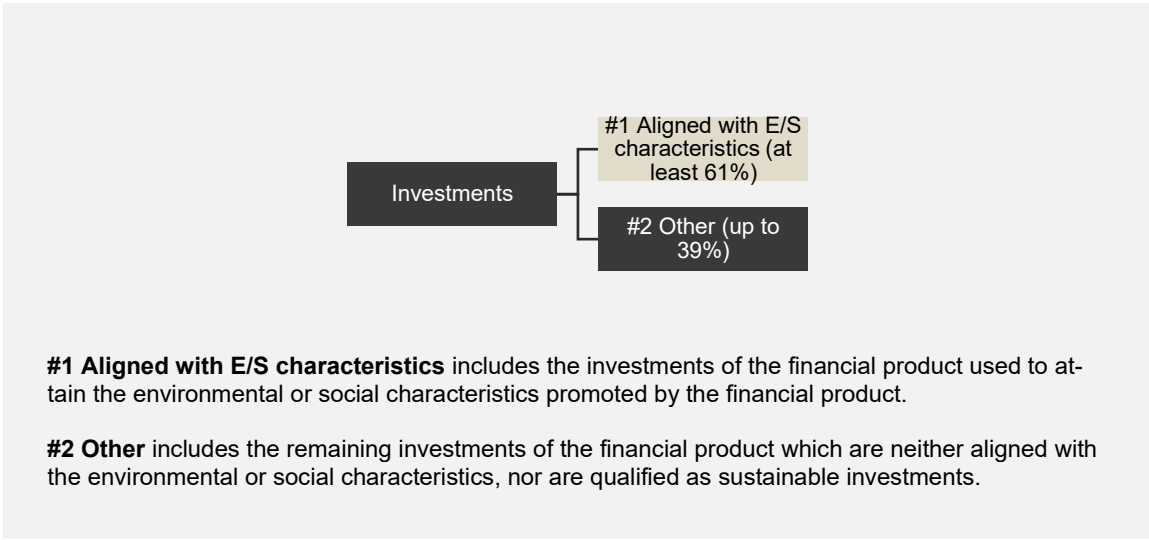 #1 Aligned with E/S
characteristics (at
least 61%)
Investments
#2 Other (up to
39%)
#1 Aligned with E/S characteristics includes the investments of the financial product used to at-
tain the environmental or social characteristics promoted by the financial product.
#2 Other includes the remaining investments of the financial product which are neither aligned with
the environmental or social characteristics, nor are qualified as sustainable investments.